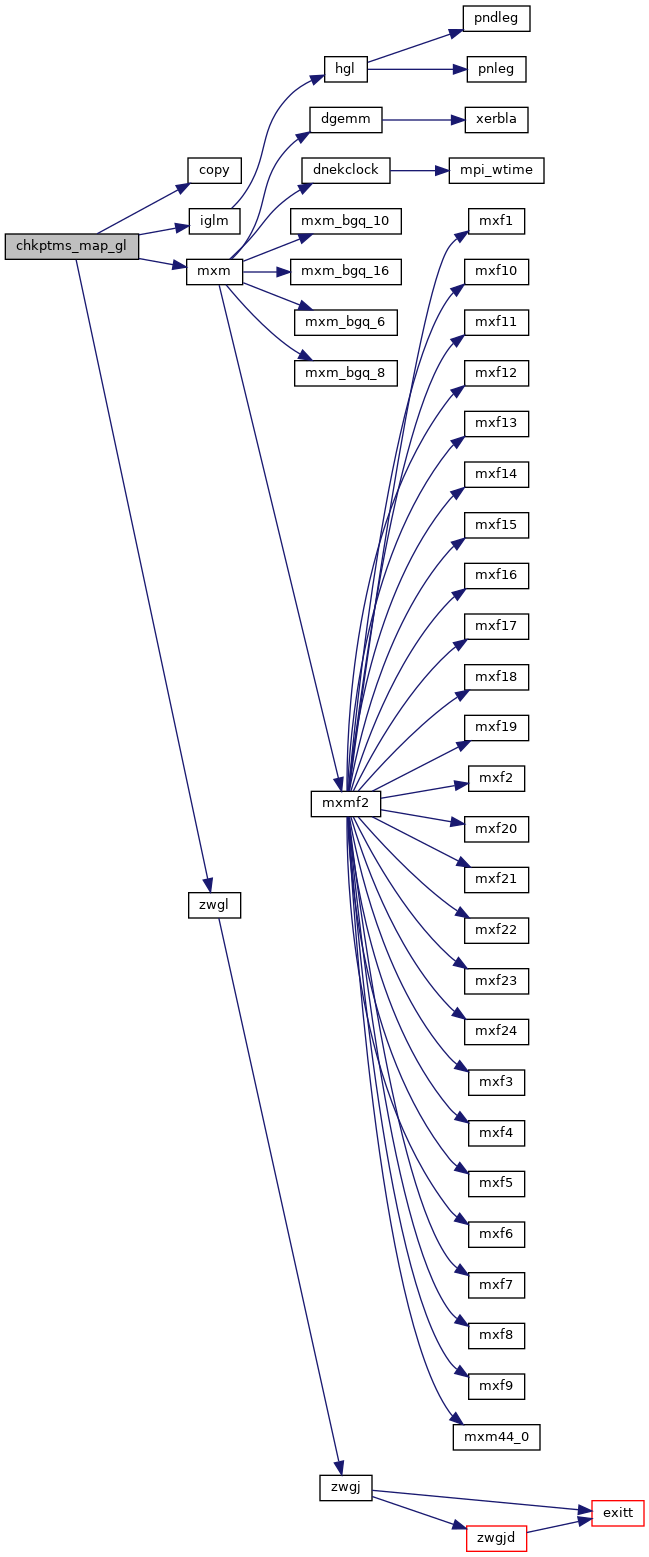 pndleg
hgl
pnleg
dgemm
xerbla
copy
dnekclock
mpi_wtime
iglm
mxm_bgq_10
mxf1
chkptms_map_gl
mxm
mxm_bgq_16
mxf10
mxm_bgq_6
mxf11
mxm_bgq_8
mxf12
mxf13
mxf14
mxf15
mxf16
mxf17
mxf18
mxf19
mxf2
mxmf2
mxf20
mxf21
zwgl
mxf22
mxf23
mxf24
mxf3
mxf4
mxf5
mxf6
mxf7
mxf8
mxf9
mxm44_0
zwgj
exitt
zwgjd